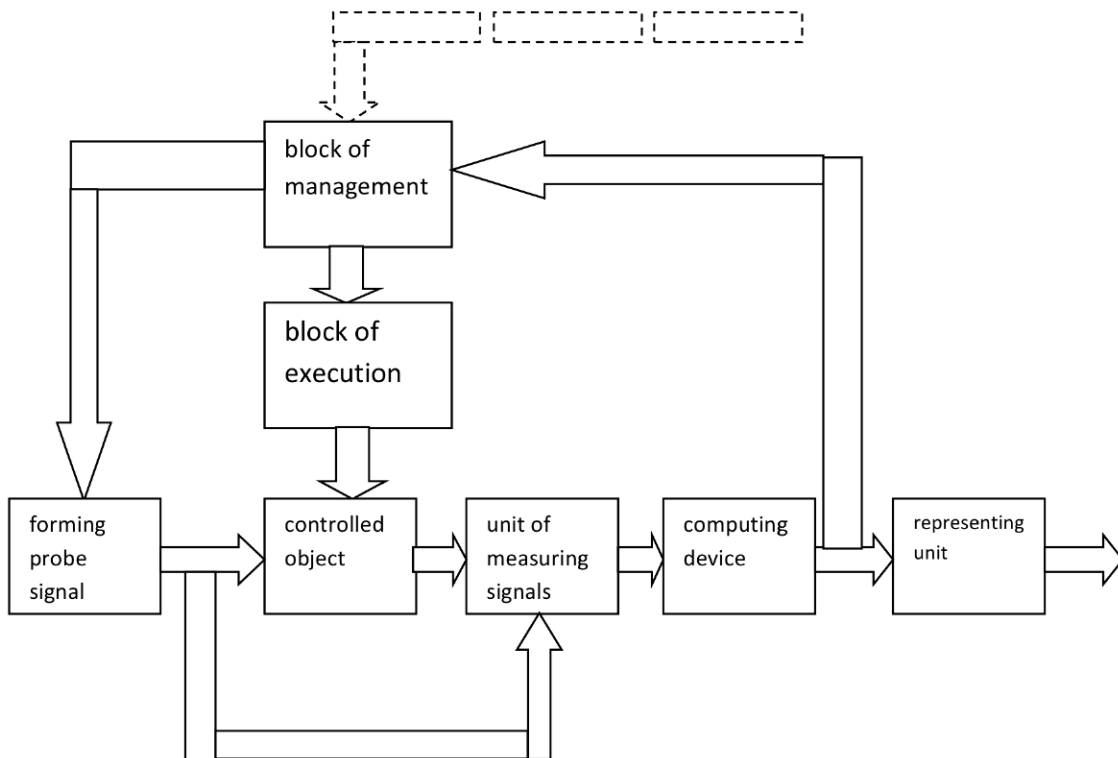 block of
management
block of
execution
forming
probe
signal
controlled
object
unit of
measuring
signals
computing
device
representing
unit